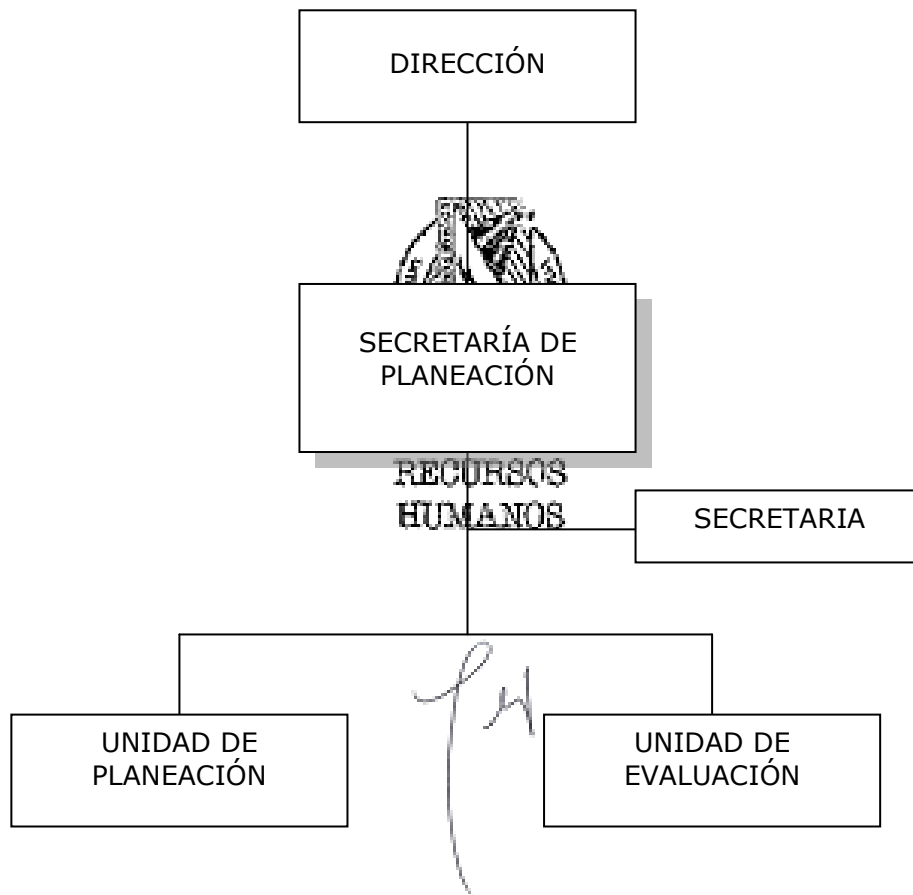 DIRECCIÓN
SECRETARÍA DE
PLANEACIÓN
RECURSOS
HUMANOS
SECRETARIA
UNIDAD DE
PLANEACIÓN
UNIDAD DE
EVALUACIÓN